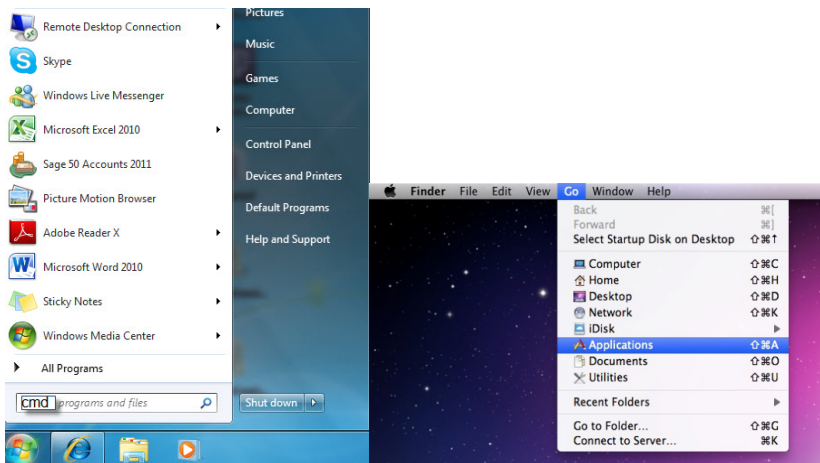 Remote Desktop Connection
Skype
Windows Live Messenger
Microsoft Excel 2010
Sage 50 Accounts 2011
Picture Motion Browser
Adobe Reader X
Microsoft Word 2010
Sticky Notes
Windows Media Center
All Programs
cmd programs and files
Pictures
Music
Games
Computer
Control Panel
Devices and Printers
Default Programs
Help and Support
Shut down
Finder File Edit View Go Window Help
Back ⌘[
Forward ⌘]
Select Startup Disk on Desktop ⇧⌘↑
Computer ⇧⌘C
Home ⇧⌘H
Desktop ⇧⌘D
Network ⇧⌘K
iDisk
Applications ⇧⌘A
Documents ⇧⌘O
Utilities ⇧⌘U
Recent Folders
Go to Folder... ⇧⌘G
Connect to Server... ⌘K